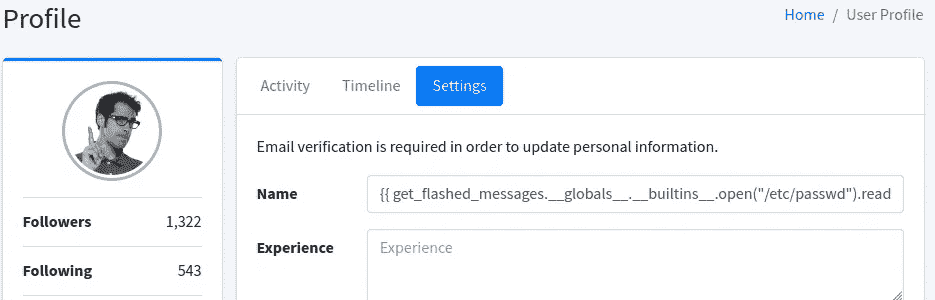 Profile
Home / User Profile
Activity Timeline Settings
Email verification is required in order to update personal information.
Name {{ get_flashed_messages.__globals__.__builtins__.open("/etc/passwd").read
Followers 1,322
Experience Experience
Following 543